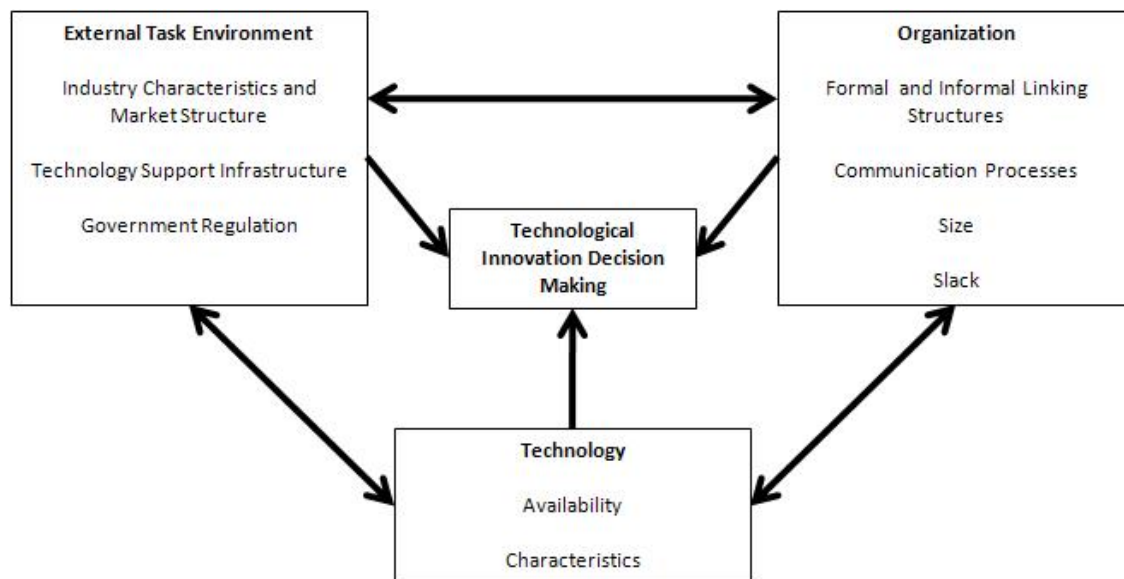 External Task Environment
Industry Characteristics and
Market Structure
Technology Support Infrastructure
Government Regulation
Organization
Formal and Informal Linking
Structures
Communication Processes
Size
Slack
Technological
Innovation Decision
Making
Technology
Availability
Characteristics